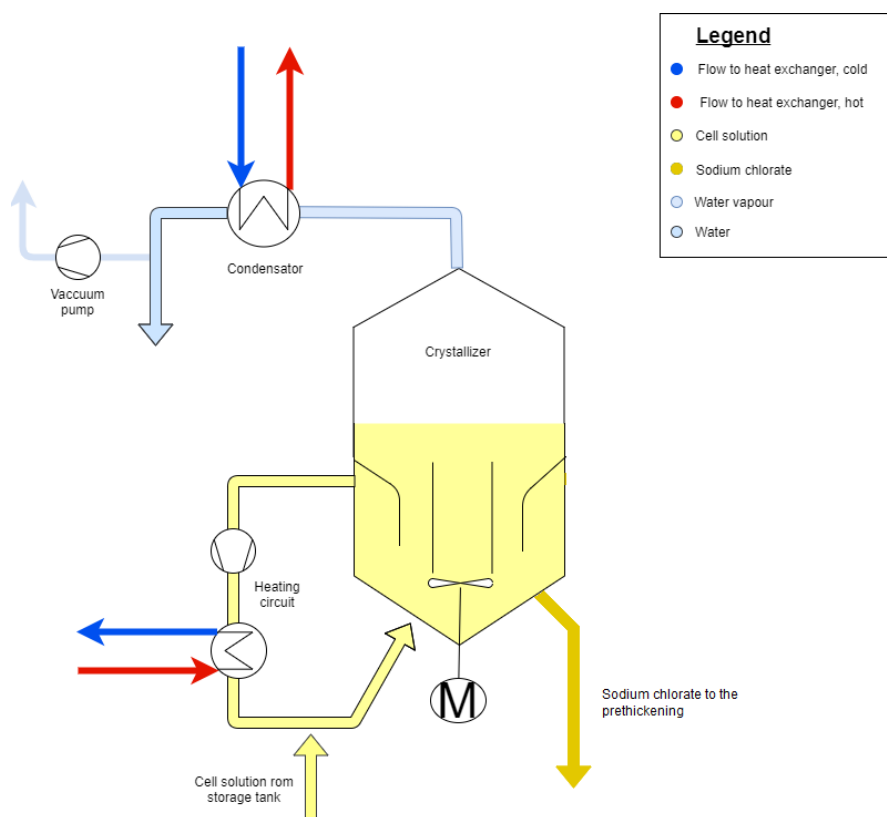 Legend
Flow to heat exchanger, cold
Flow to heat exchanger, hot
Cell solution
Sodium chlorate
Water vapour
Water
Condensator
Vaccuum
pump
Crystallizer
Heating
circuit
M
Sodium chlorate to the
prethickening
Cell solution rom
storage tank